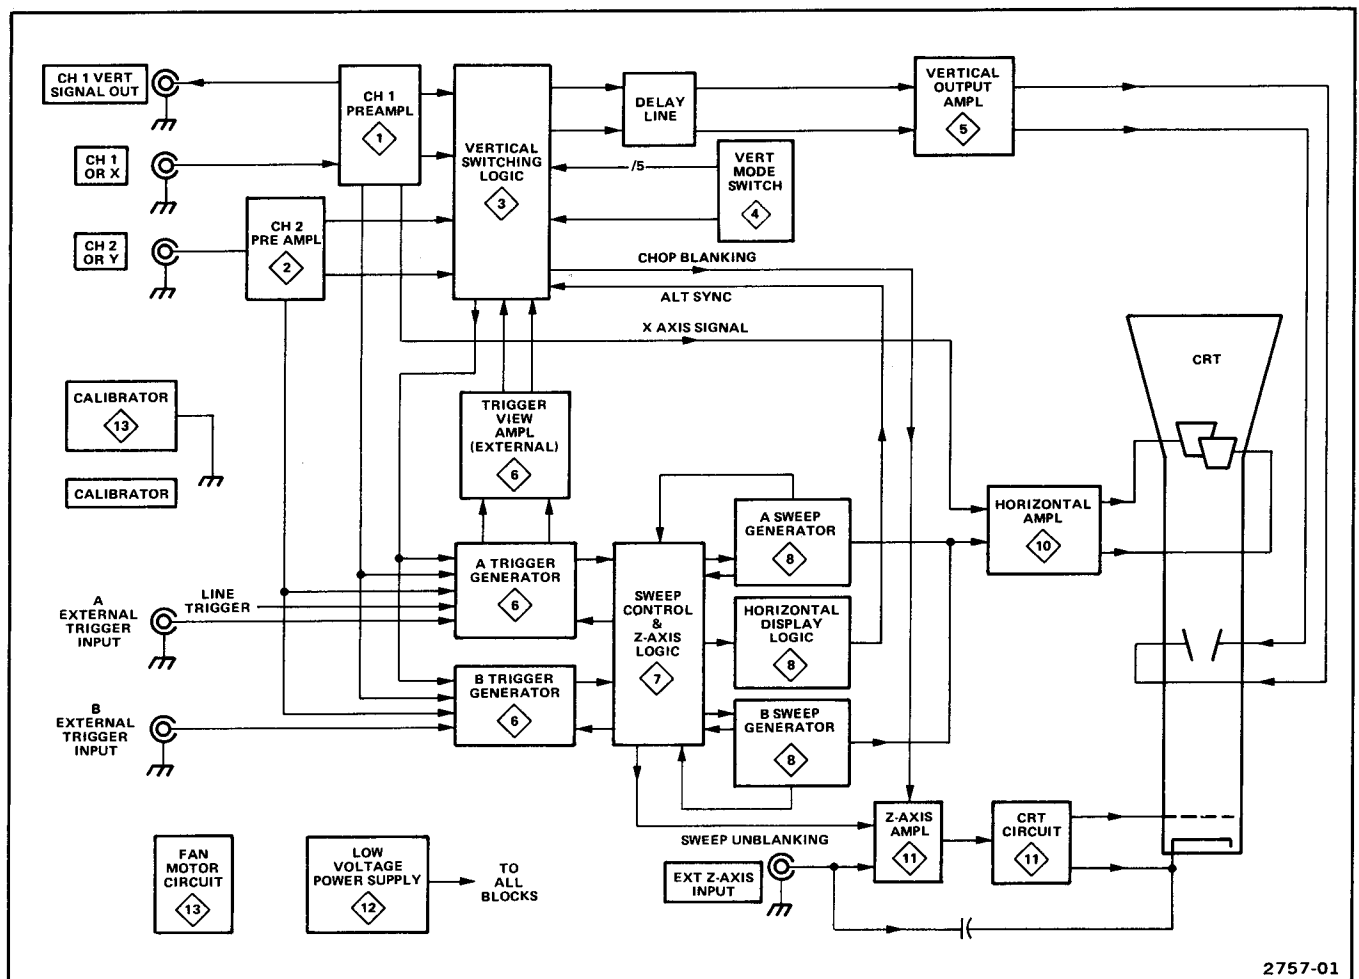 CH 1 VERT
SIGNAL OUT
CH 1
PREAMPL
1
VERTICAL
SWITCHING
LOGIC
3
DELAY
LINE
VERTICAL
OUTPUT
AMPL
5
CH 1
OR X
/5
VERT
MODE
SWITCH
4
CH 2
OR Y
CH 2
PRE AMPL
2
CHOP BLANKING
ALT SYNC
X AXIS SIGNAL
CRT
CALIBRATOR
13
CALIBRATOR
TRIGGER
VIEW
AMPL
(EXTERNAL)
6
A SWEEP
GENERATOR
8
HORIZONTAL
AMPL
10
A TRIGGER
GENERATOR
6
SWEEP
CONTROL
&
Z-AXIS
LOGIC
7
HORIZONTAL
DISPLAY
LOGIC
8
A
EXTERNAL
TRIGGER
INPUT
LINE
TRIGGER
B TRIGGER
GENERATOR
6
B SWEEP
GENERATOR
8
B
EXTERNAL
TRIGGER
INPUT
SWEEP UNBLANKING
Z-AXIS
AMPL
11
CRT
CIRCUIT
11
EXT Z-AXIS
INPUT
FAN
MOTOR
CIRCUIT
13
LOW
VOLTAGE
POWER SUPPLY
12
TO
ALL
BLOCKS
2757-01